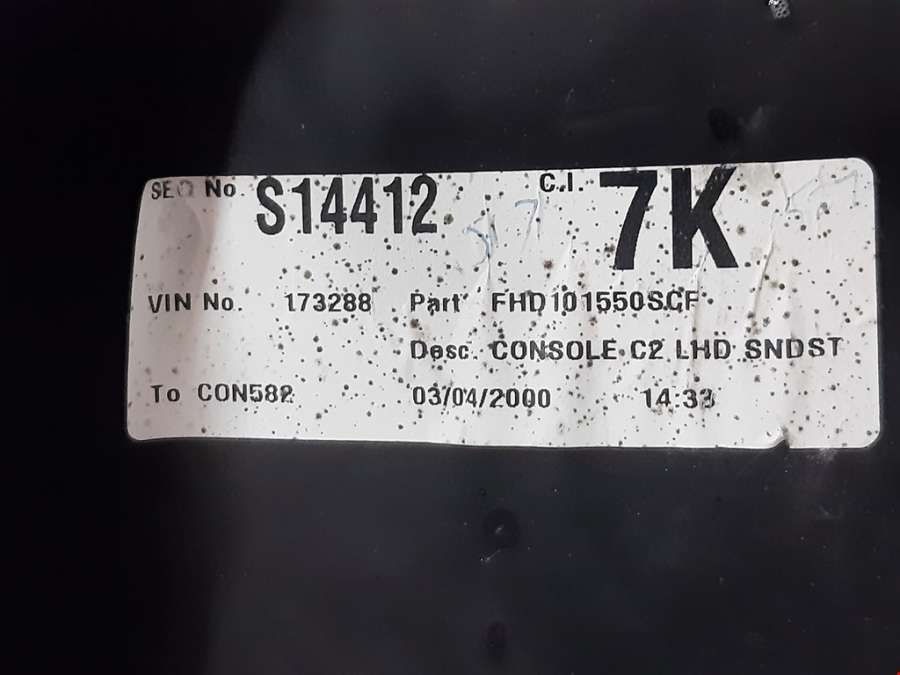 SEQ No. S14412 C.I. 7K
VIN No. 173288 Part FHD101550SCF
Desc. CONSOLE C2 LHD SNDST
To CON582 03/04/2000 14:33